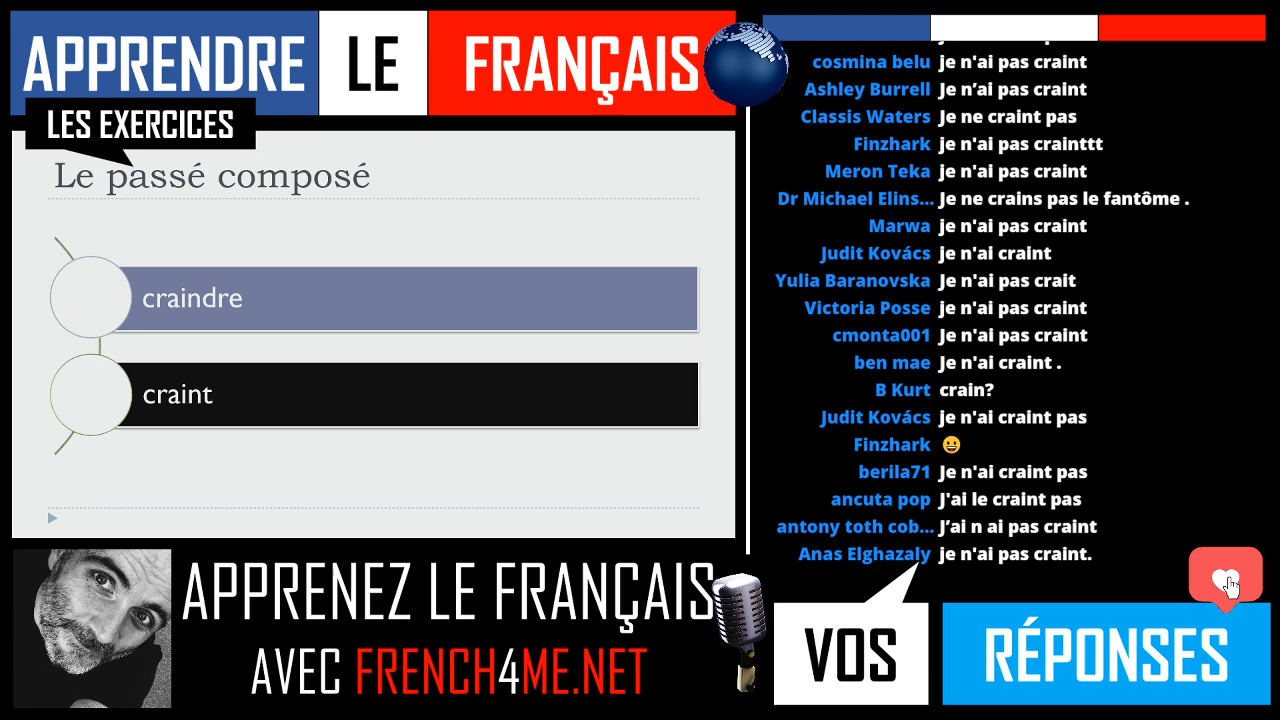 APPRENDRE LE FRANÇAIS
LES EXERCICES
Le passé composé
craindre
craint
APPRENEZ LE FRANÇAIS
AVEC FRENCH4ME.NET
cosmina belu je n'ai pas craint
Ashley Burrell Je n’ai pas craint
Classis Waters Je ne craint pas
Finzhark je n'ai pas crainttt
Meron Teka je n'ai pas craint
Dr Michael Elins... Je ne crains pas le fantôme .
Marwa je n'ai pas craint
Judit Kovács je n'ai craint
Yulia Baranovska Je n'ai pas crait
Victoria Posse je n'ai pas craint
cmonta001 Je n'ai pas craint
ben mae Je n'ai craint .
B Kurt crain?
Judit Kovács je n'ai craint pas
Finzhark 😀
berila71 Je n'ai craint pas
ancuta pop J'ai le craint pas
antony toth cob... J’ai n ai pas craint
Anas Elghazaly je n'ai pas craint.
VOS RÉPONSES